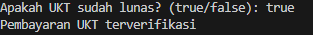 Apakah UKT sudah lunas? (true/false): true
Pembayaran UKT terverifikasi